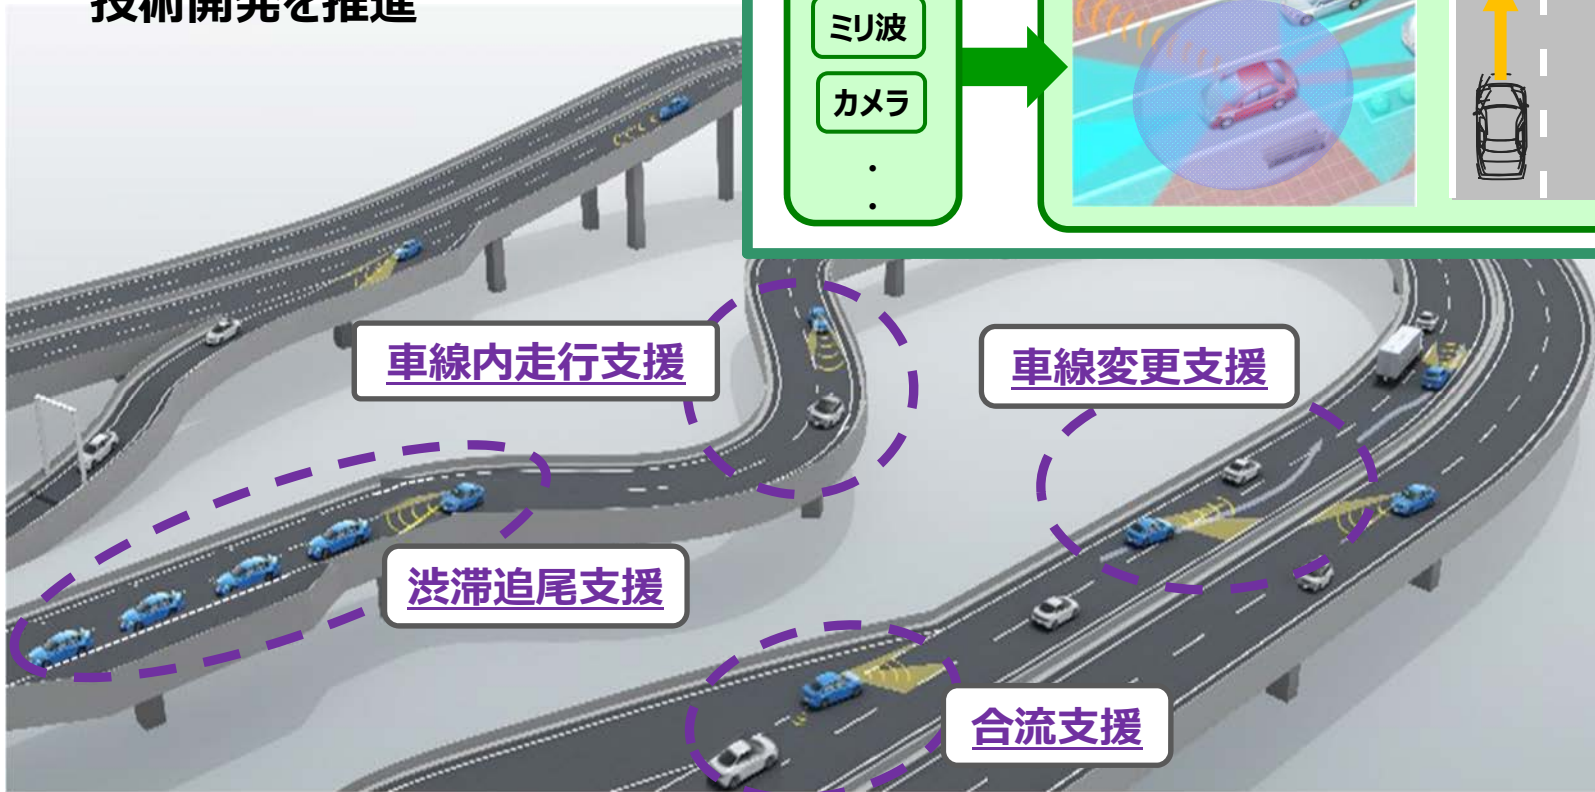 技術開発を推進
ミリ波
カメラ
・
・
車線内走行支援
車線変更支援
渋滞追尾支援
合流支援